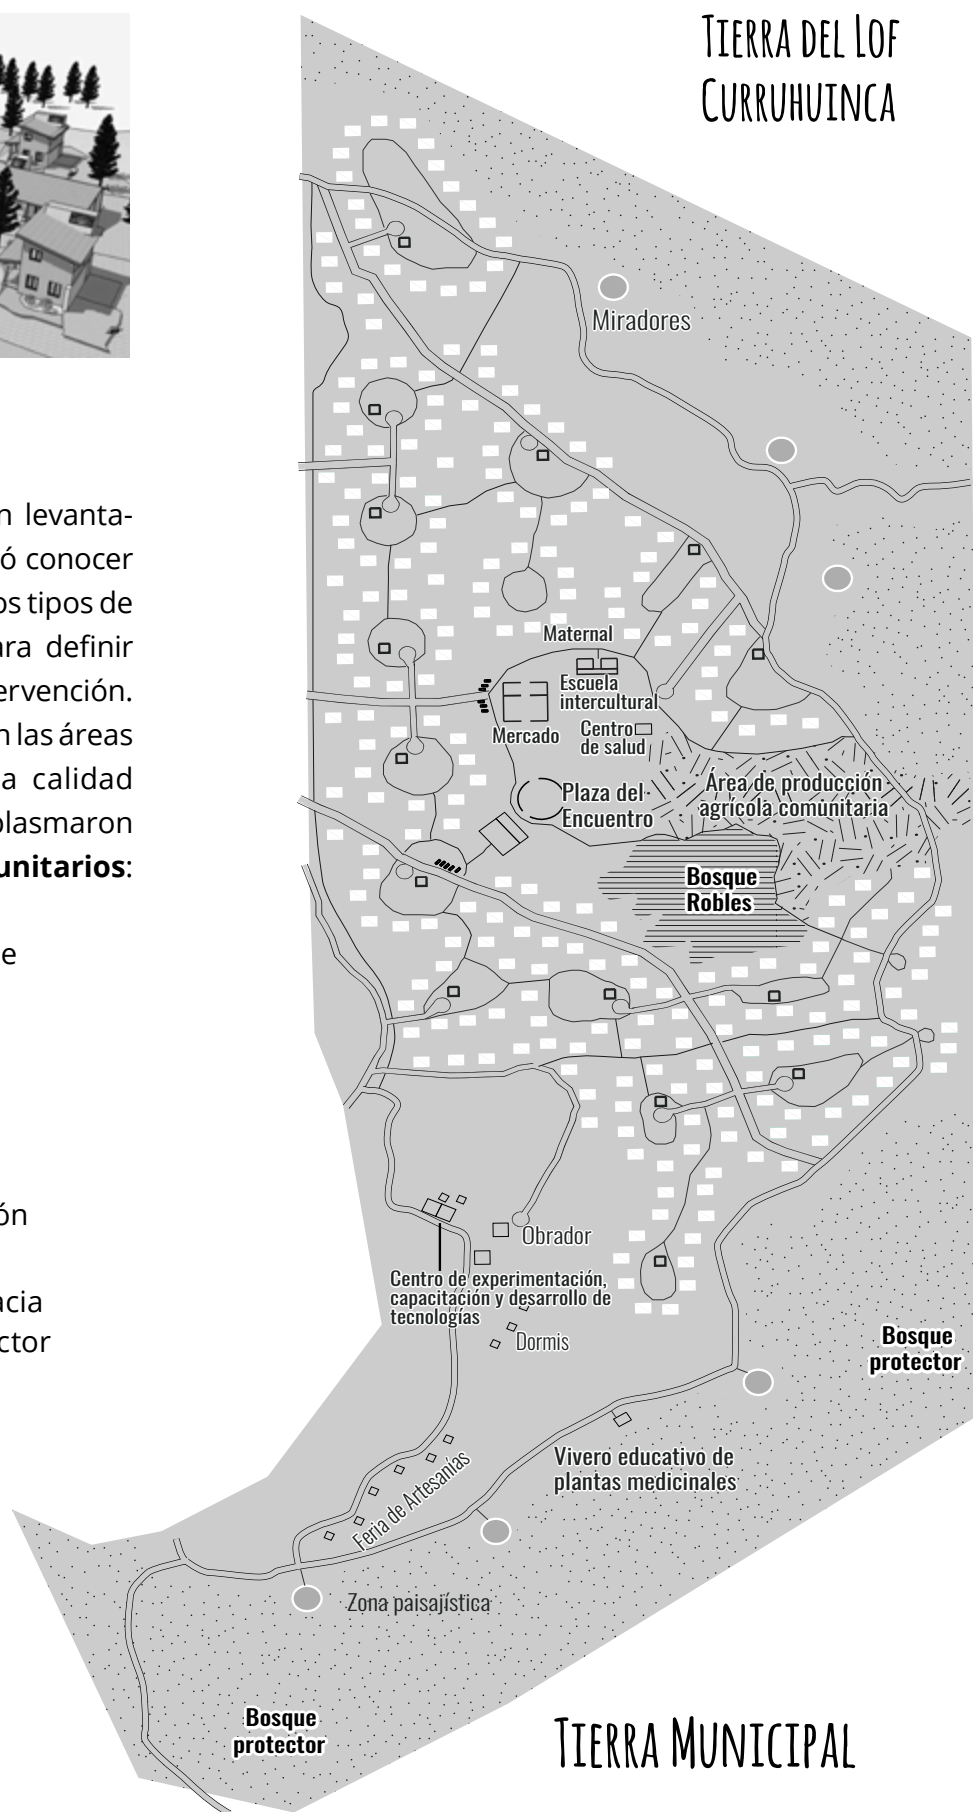 TIERRA DEL LOF
CURRUHUINCA
Miradores
n levanta-
ó conocer
os tipos de
ara definir
ervención.
n las áreas
a calidad
plasmaron
unitarios:
e
ón
acia
ctor
Maternal
Escuela
intercultural
Mercado
Centro
de salud
Plaza del
Encuentro
Área de producción
agrícola comunitaria
Bosque
Robles
Obrador
Centro de experimentación,
capacitación y desarrollo de
tecnologías
Dormis
Bosque
protector
Vivero educativo de
plantas medicinales
Feria de Artesanías
Zona paisajística
Bosque
protector
TIERRA MUNICIPAL